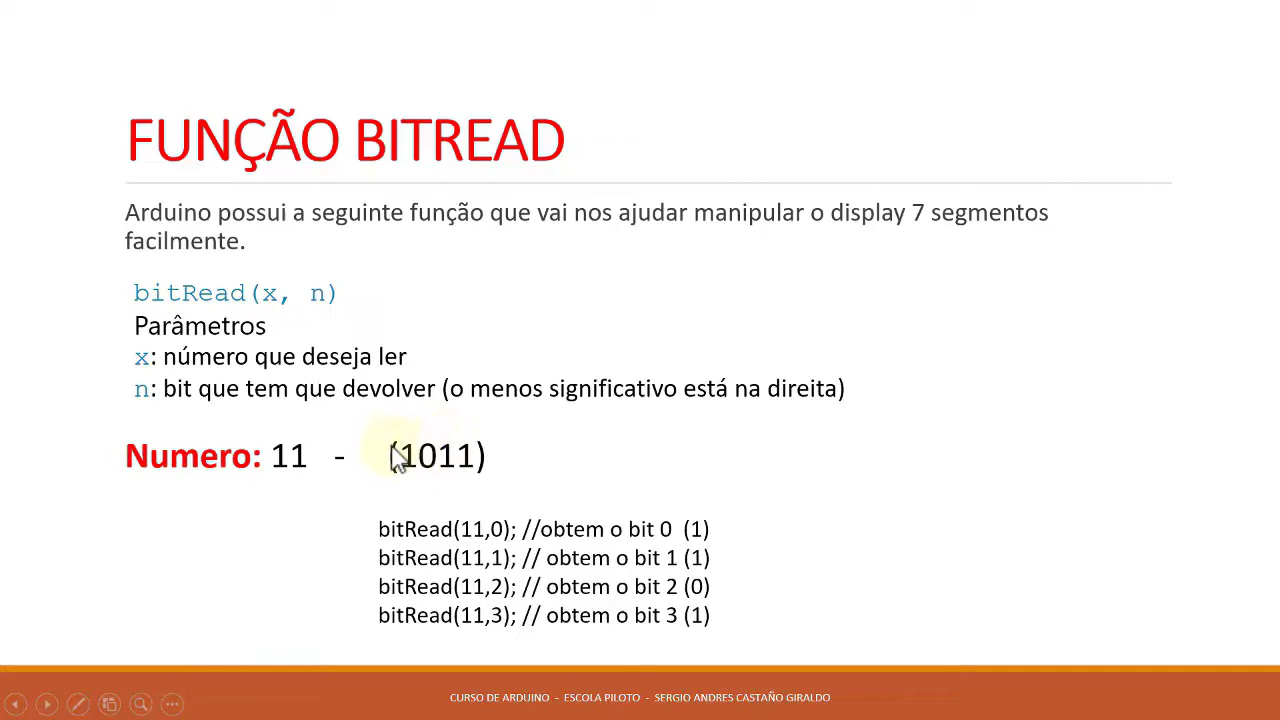 FUNÇÃO BITREAD
Arduino possui a seguinte função que vai nos ajudar manipular o display 7 segmentos
facilmente.
bitRead(x, n)
Parâmetros
x: número que deseja ler
n: bit que tem que devolver (o menos significativo está na direita)
Numero: 11 - (1011)
bitRead(11,0); //obtem o bit 0 (1)
bitRead(11,1); // obtem o bit 1 (1)
bitRead(11,2); // obtem o bit 2 (0)
bitRead(11,3); // obtem o bit 3 (1)
CURSO DE ARDUINO - ESCOLA PILOTO - SERGIO ANDRES CASTAÑO GIRALDO